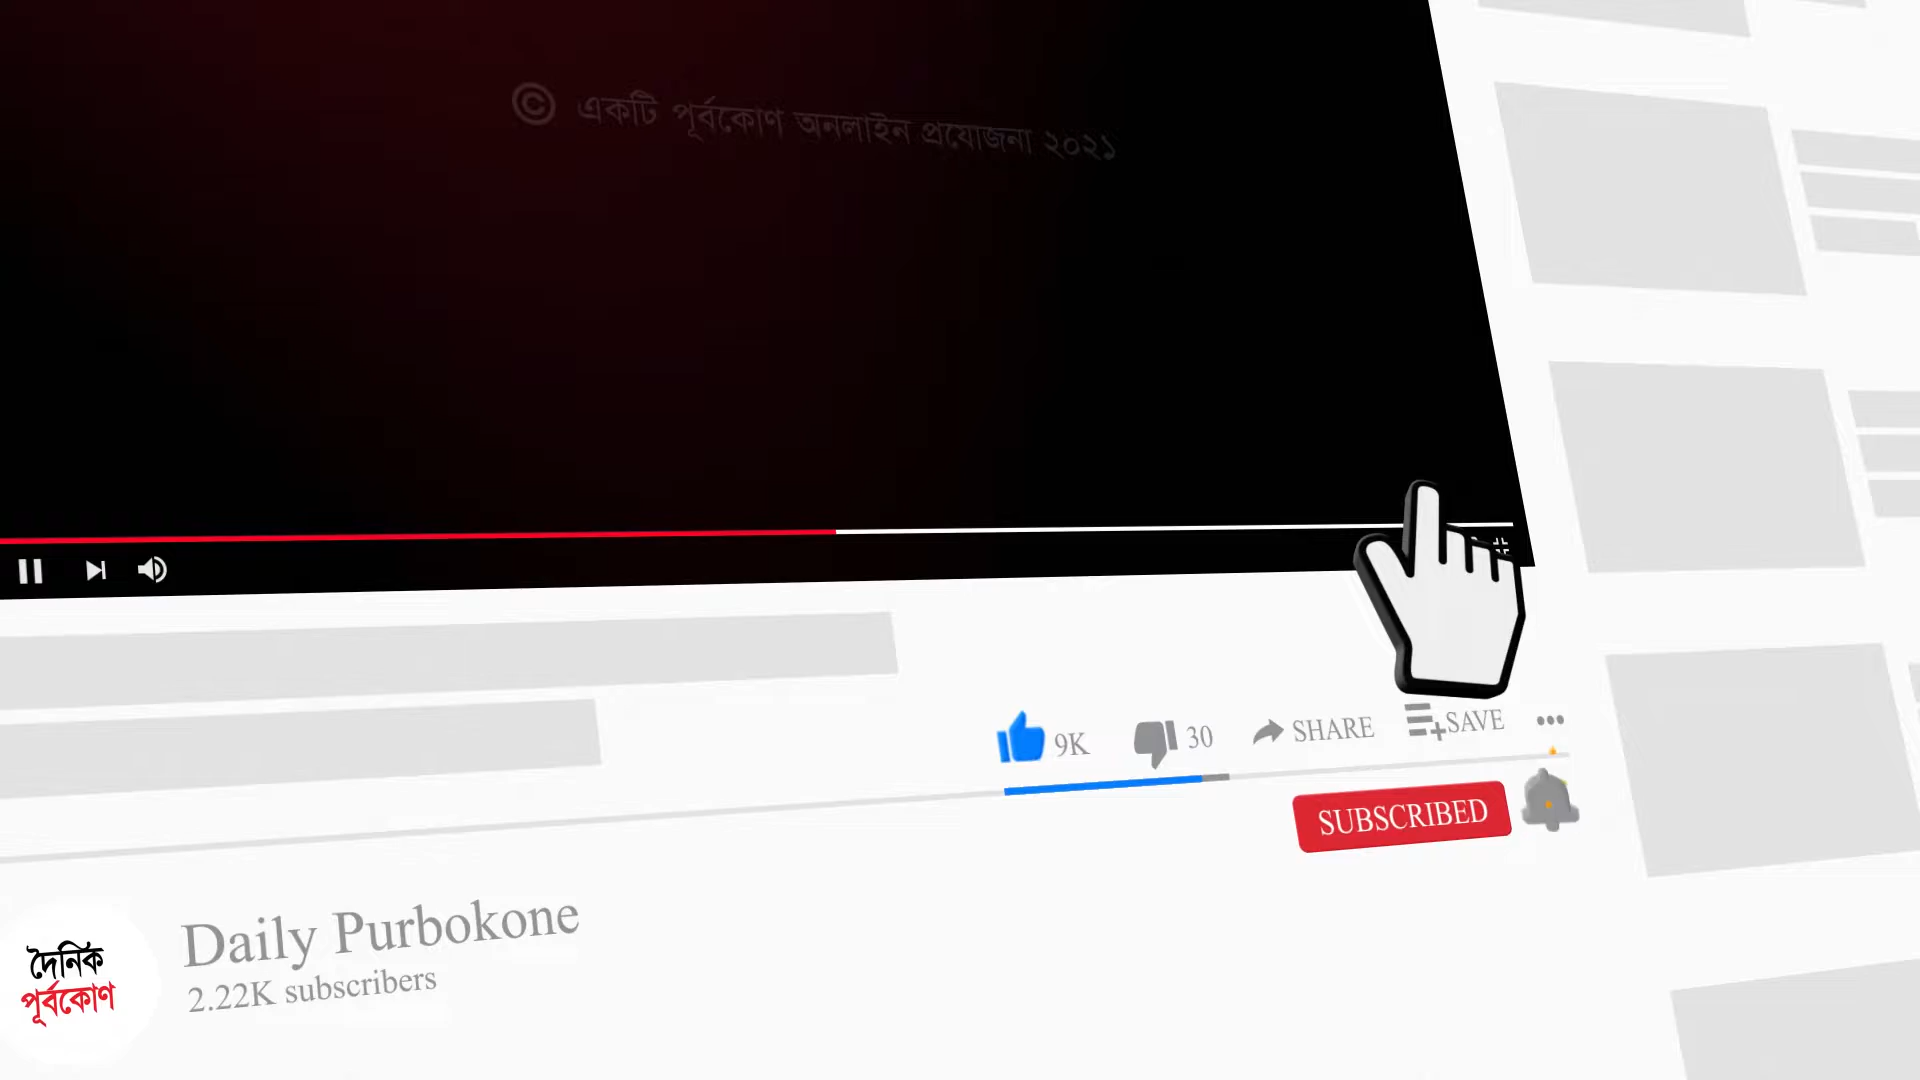 © একটি পূর্বকোণ অনলাইন প্রযোজনা ২০২১
9K 30 SHARE SAVE
SUBSCRIBED
Daily Purbokone
2.22K subscribers
দৈনিক
পূর্বকোণ